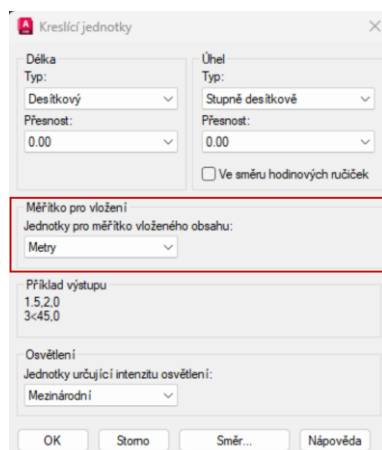 Kreslící jednotky
Délka
Typ:
Desítkový
Přesnost:
0.00
Úhel
Typ:
Stupně desítkově
Přesnost:
0.00
Ve směru hodinových ručiček
Měřítko pro vložení
Jednotky pro měřítko vloženého obsahu:
Metry
Příklad výstupu
1.5,2,0
3<45,0
Osvětlení
Jednotky určující intenzitu osvětlení:
Mezinárodní
OK
Storno
Směr...
Nápověda